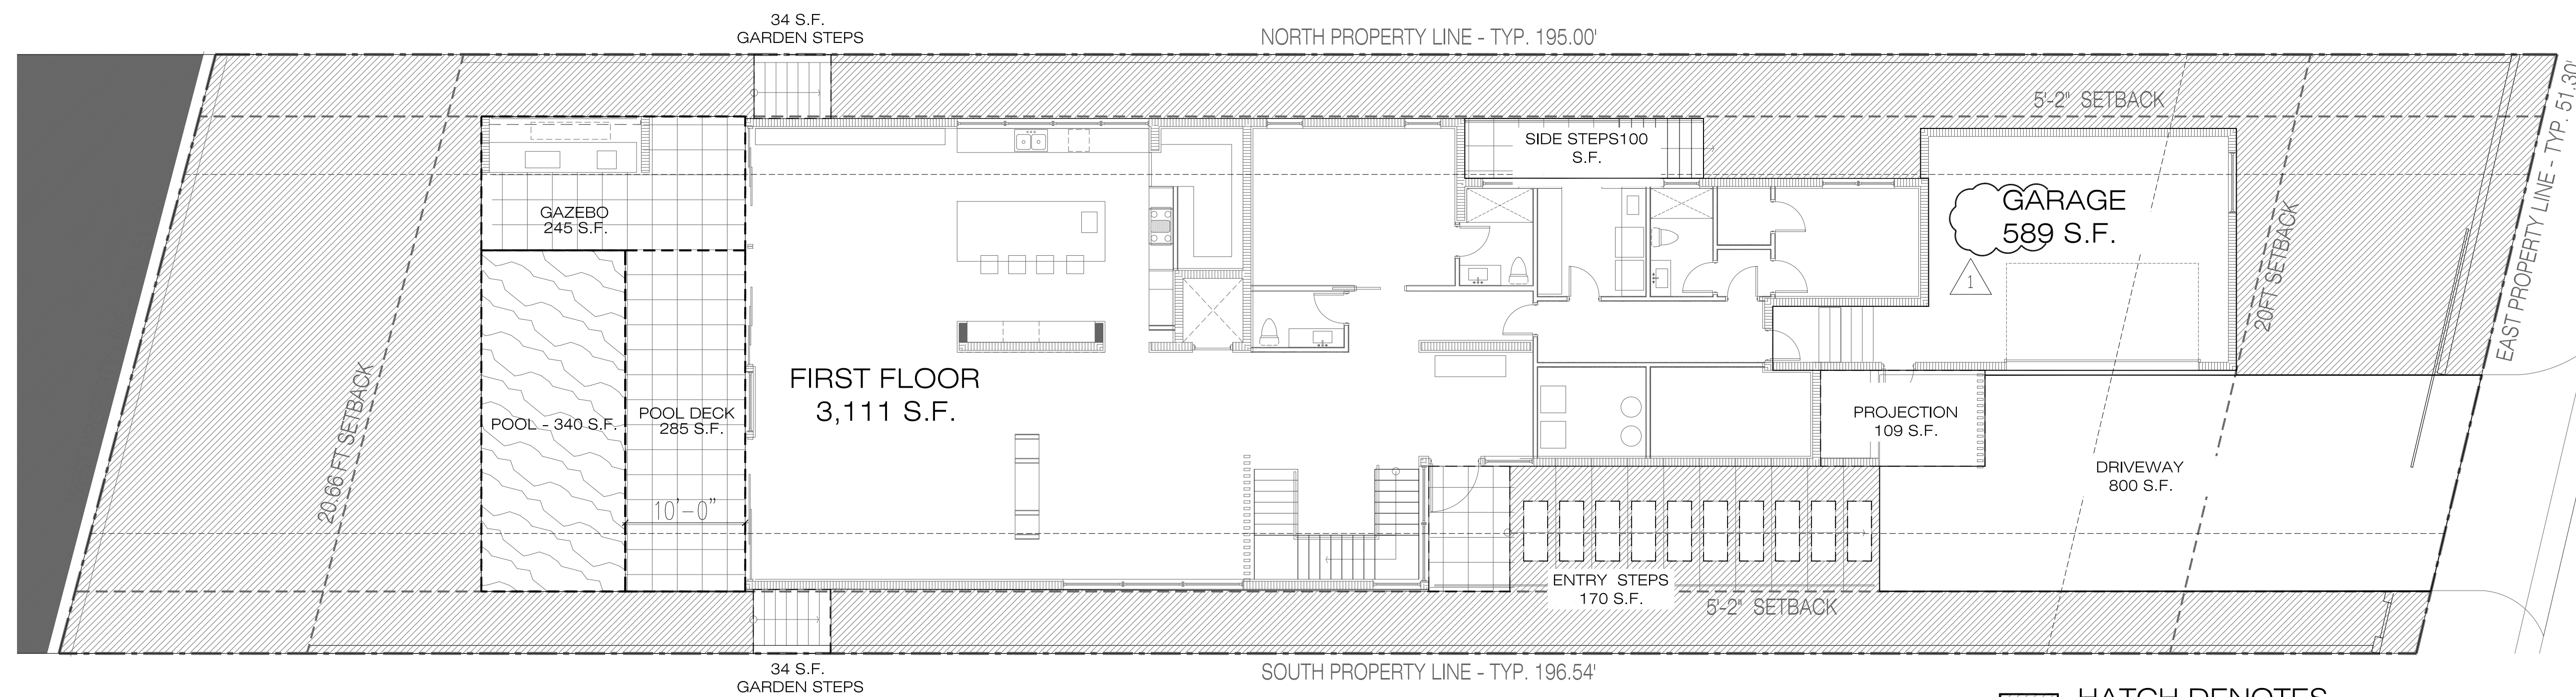 34 S.F.
GARDEN STEPS
NORTH PROPERTY LINE - TYP. 195.00'
5'-2" SETBACK
SIDE STEPS100
S.F.
GARAGE
589 S.F.
1
GAZEBO
245 S.F.
EAST PROPERTY LINE - TYP. 51.30'
20FT SETBACK
20.66 FT SETBACK
FIRST FLOOR
3,111 S.F.
POOL - 340 S.F.
POOL DECK
285 S.F.
PROJECTION
109 S.F.
DRIVEWAY
800 S.F.
10'-0"
ENTRY STEPS
170 S.F.
5'-2" SETBACK
34 S.F.
GARDEN STEPS
SOUTH PROPERTY LINE - TYP. 196.54'
HATCH DENOTES